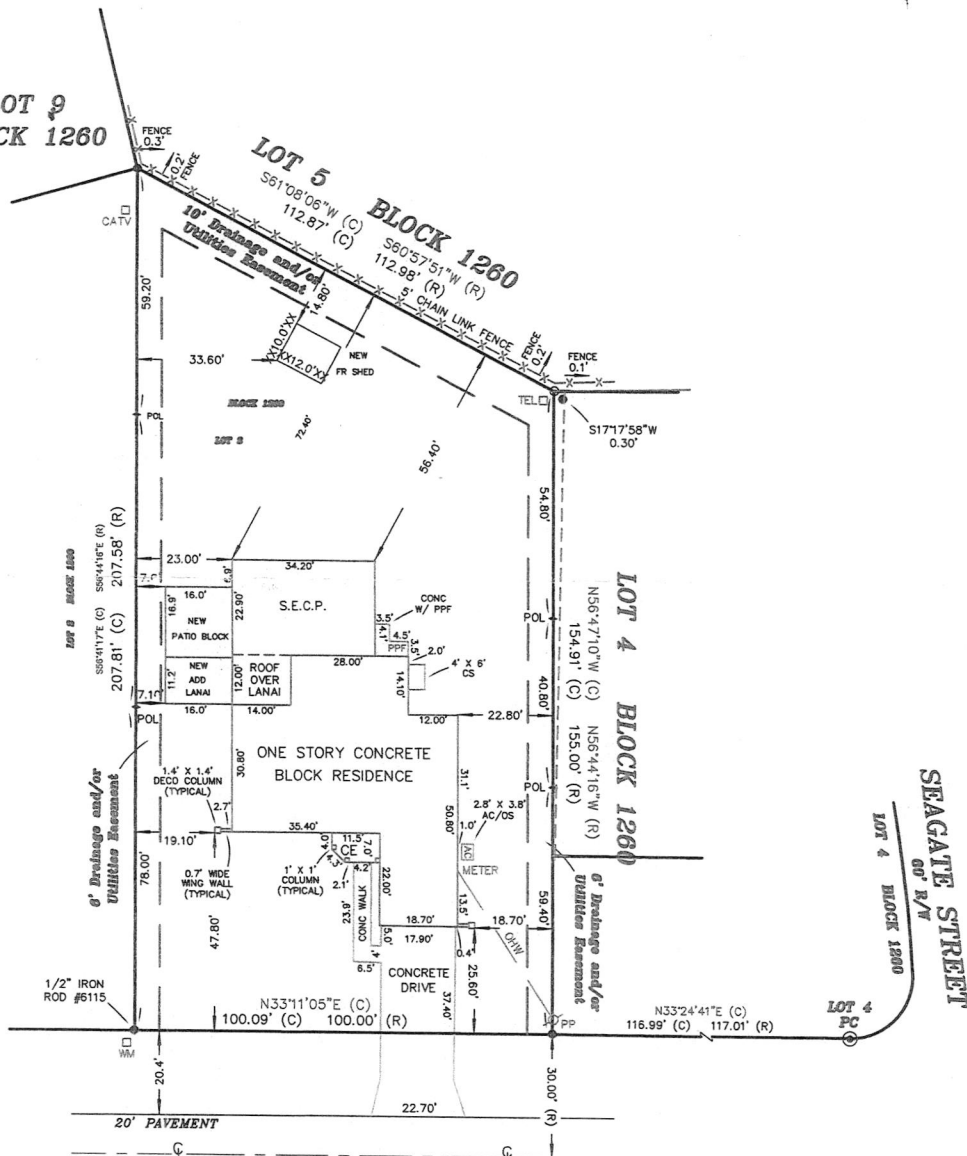 OT 9
CK 1260
FENCE
0.3'
0.2'
FENCE
LOT 5 BLOCK 1260
S61°08'06"W (C)
112.87' (C)
S60°57'51"W (R)
112.98' (R)
5' CHAIN LINK FENCE
10' Drainage and/or
Utilities Easement
CATV
59.20'
14.80'
XX10.0'XX
XX12.0'XX
NEW
FR SHED
33.60'
BLOCK 1260
PCL
72.40'
56.40'
FENCE
0.2'
FENCE
0.1'
TEL
S17°17'58"W
0.30'
54.80'
S56°44'16"E (R)
207.58' (R)
S56°41'17"E (C)
207.81' (C)
23.00'
34.20'
S.E.C.P.
16.0'
16.9'
22.90'
NEW
PATIO BLOCK
CONC
W/ PPF
3.5'
4.1'
4.5'
PPF
3.5'
2.0'
4' X 6'
CS
28.00'
14.10'
NEW
ADD
LANAI
11.2'
12.00'
ROOF
OVER
LANAI
7.10'
16.0'
14.00'
12.00'
22.80'
POL
POL
40.80'
LOT 4 BLOCK 1260
N56°47'10"W (C)
154.91' (C)
N56°44'16"W (R)
155.00' (R)
ONE STORY CONCRETE
BLOCK RESIDENCE
30.80'
31.1'
50.80'
POL
1.4' X 1.4'
DECO COLUMN
(TYPICAL)
2.7'
2.8' X 3.8'
AC/OS
1.0'
AC
METER
6' Drainage and/or
Utilities Easement
19.10'
35.40'
11.5'
7.0'
4.0'
CE
4.3'
4.2'
2.1'
0.7' WIDE
WING WALL
(TYPICAL)
1' X 1'
COLUMN
(TYPICAL)
22.00'
78.00'
47.80'
23.9'
CONC WALK
13.5'
18.70'
17.90'
18.70'
5.0'
4'
6.5'
0.4'
OHW
59.40'
6' Drainage and/or
Utilities Easement
CONCRETE
DRIVE
25.60'
37.40'
1/2" IRON
ROD #6115
N33°11'05"E (C)
100.09' (C) 100.00' (R)
PP
N33°24'41"E (C)
116.99' (C) 117.01' (R)
LOT 4
PC
SEAGATE STREET
60' R/W
LOT 4 BLOCK 1260
WM
20.4'
22.70'
30.00' (R)
20' PAVEMENT